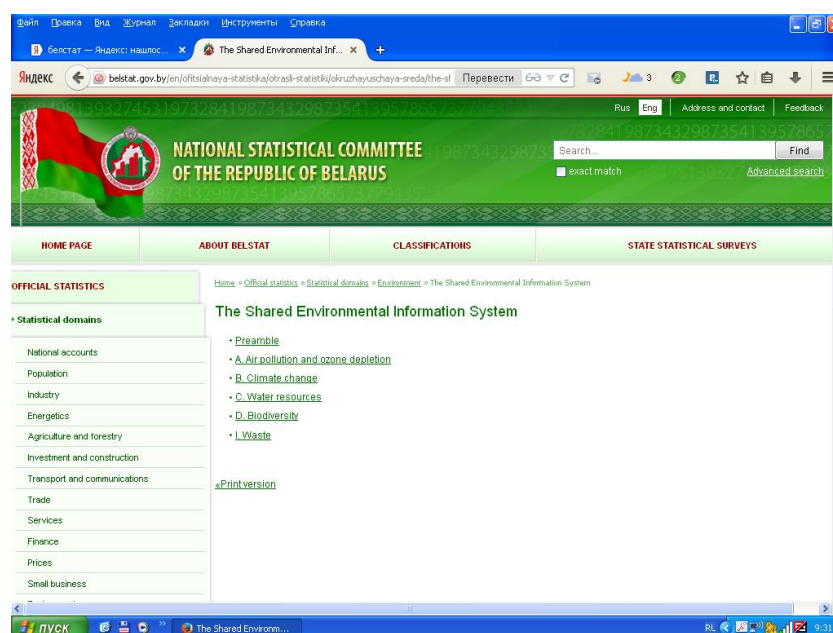 Файл Правка Вид Журнал Закладки Инструменты Справка
Я белстат — Яндекс: нашлос... × The Shared Environmental Inf... × +
Яндекс belstat.gov.by/en/ofitsialnaya-statistika/otrasli-statistiki/okruzhayuschaya-sreda/the-sl Перевести 3 2
Rus Eng Address and contact Feedback
NATIONAL STATISTICAL COMMITTEE
OF THE REPUBLIC OF BELARUS
Search... Find
exact match Advanced search
HOME PAGE ABOUT BELSTAT CLASSIFICATIONS STATE STATISTICAL SURVEYS
OFFICIAL STATISTICS
Statistical domains
National accounts
Population
Industry
Energetics
Agriculture and forestry
Investment and construction
Transport and communications
Trade
Services
Finance
Prices
Small business
Home » Official statistics » Statistical domains » Environment » The Shared Environmental Information System
The Shared Environmental Information System
• Preamble
• A. Air pollution and ozone depletion
• B. Climate change
• C. Water resources
• D. Biodiversity
• I. Waste
«Print version
пуск The Shared Environm... RL 9:31